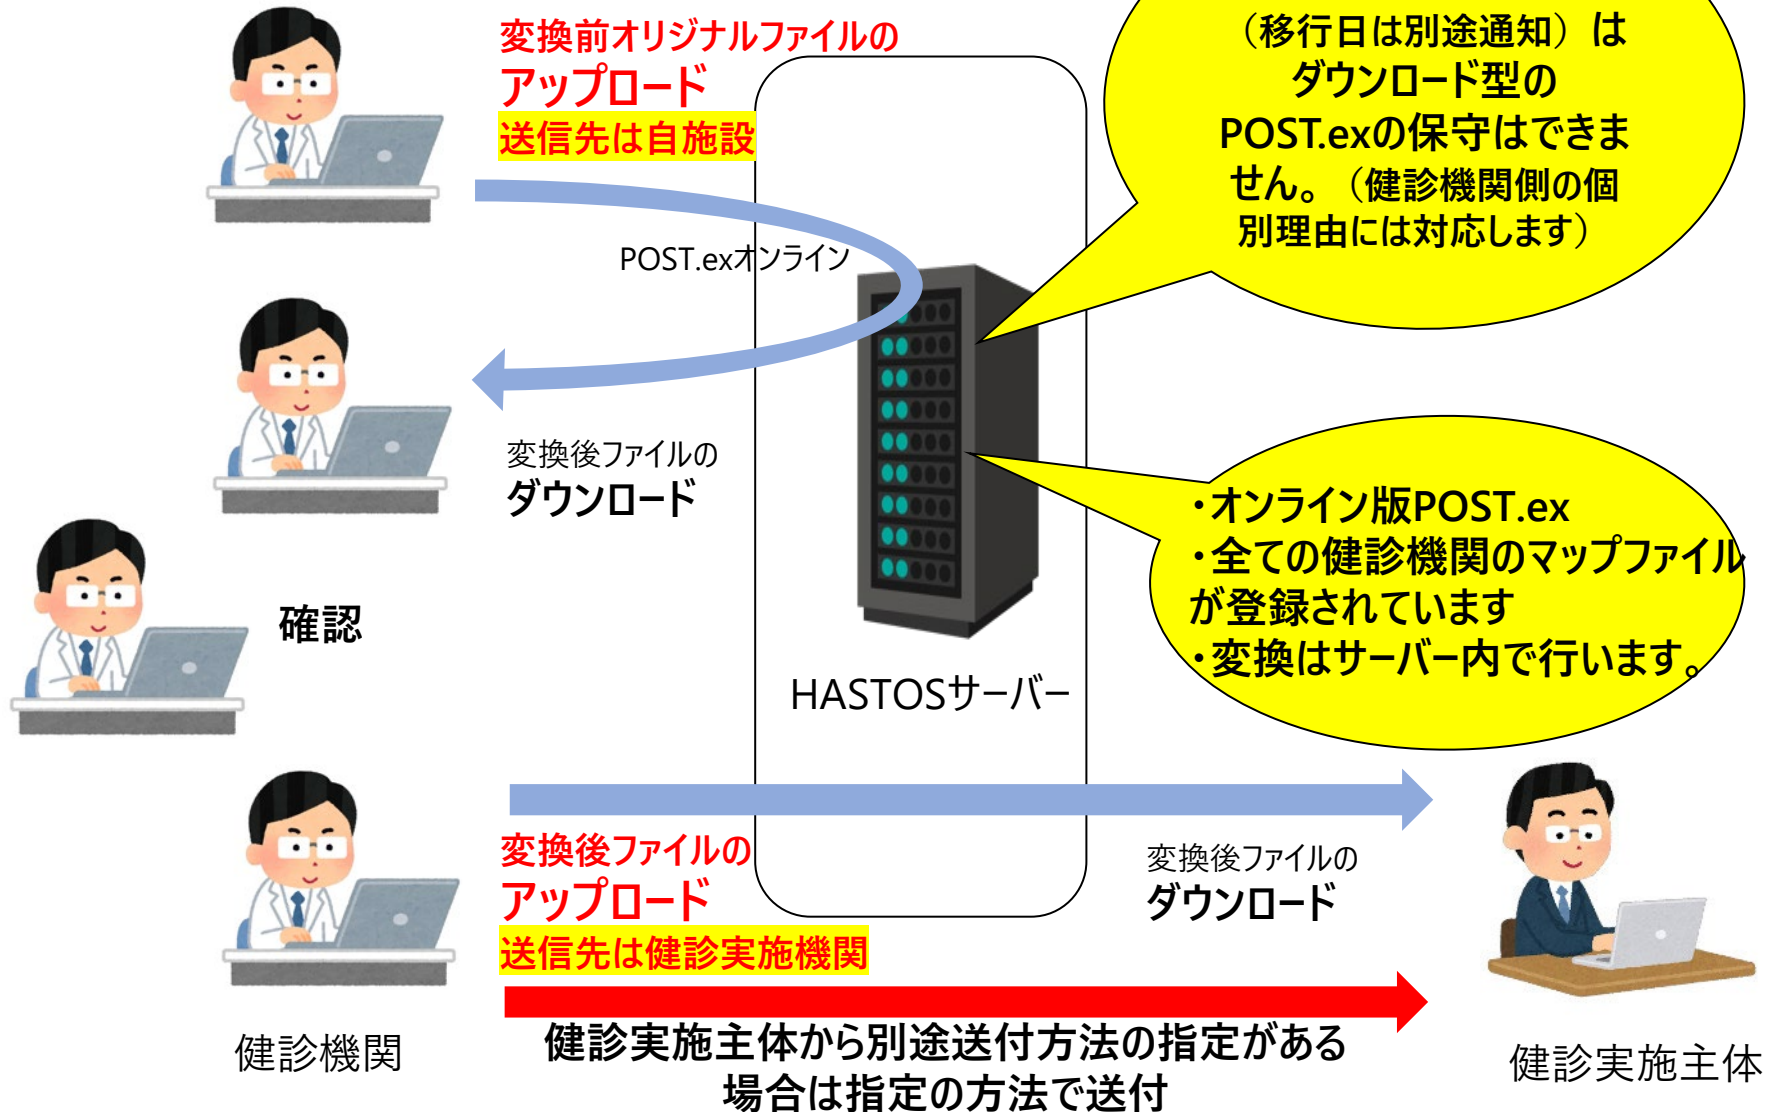 変換前オリジナルファイルの
アップロード
送信先は自施設
（移行日は別途通知）は
ダウンロード型の
POST.exの保守はできま
せん。（健診機関側の個
別理由には対応します）
POST.exオンライン
変換後ファイルの
ダウンロード
・オンライン版POST.ex
・全ての健診機関のマップファイル
が登録されています
・変換はサーバー内で行います。
確認
HASTOSサーバー
変換後ファイルの
アップロード
送信先は健診実施機関
変換後ファイルの
ダウンロード
健診機関
健診実施主体から別途送付方法の指定がある
場合は指定の方法で送付
健診実施主体